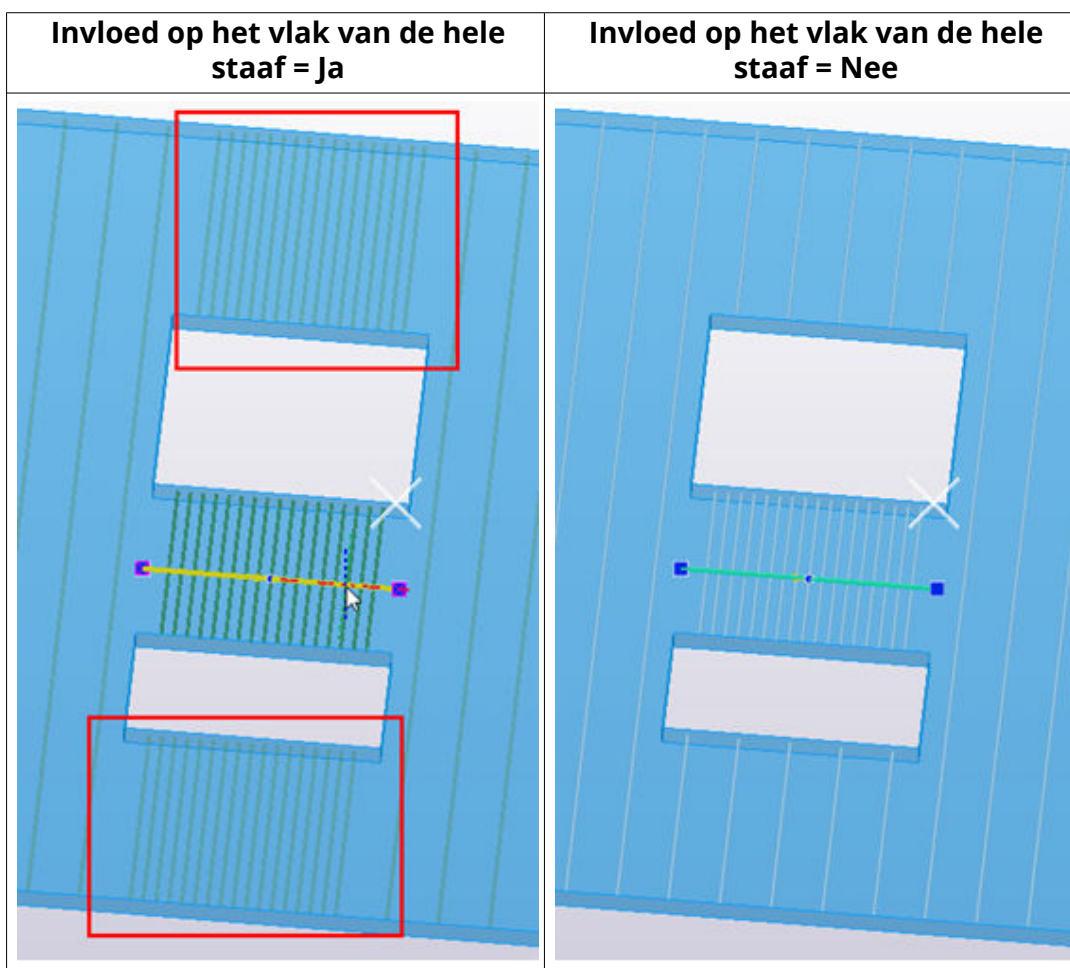 Invloed op het vlak van de hele
staaf = Ja
Invloed op het vlak van de hele
staaf = Nee